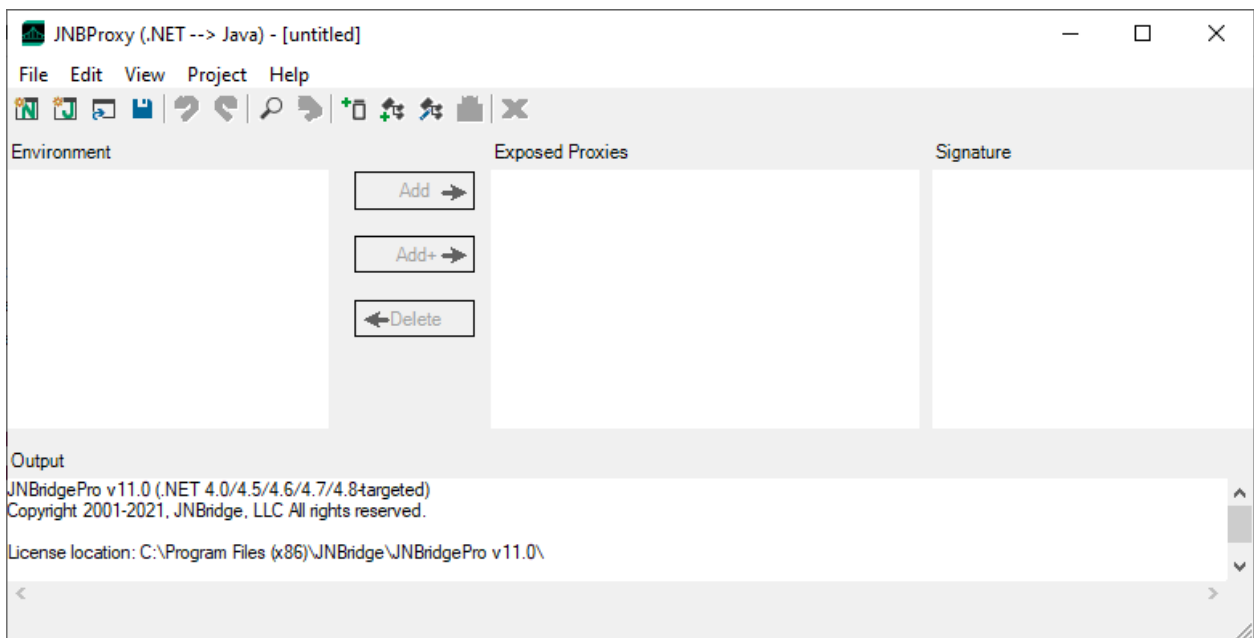 JNBProxy (.NET --> Java) - [untitled]
File Edit View Project Help
Environment
Exposed Proxies
Signature
Add
Add+
Delete
Output
JNBridgePro v11.0 (.NET 4.0/4.5/4.6/4.7/4.8-targeted)
Copyright 2001-2021, JNBridge, LLC All rights reserved.
License location: C:\Program Files (x86)\JNBridge\JNBridgePro v11.0\